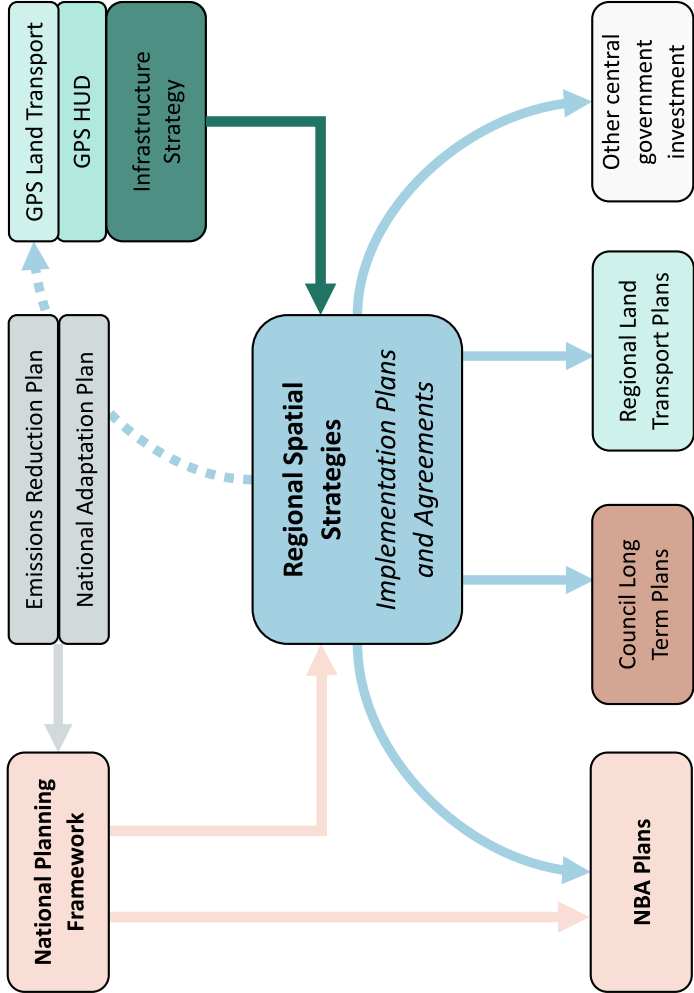 National Planning
Framework
Emissions Reduction Plan
National Adaptation Plan
GPS Land Transport
GPS HUD
Infrastructure
Strategy
Regional Spatial
Strategies
Implementation Plans
and Agreements
NBA Plans
Council Long
Term Plans
Regional Land
Transport Plans
Other central
government
investment